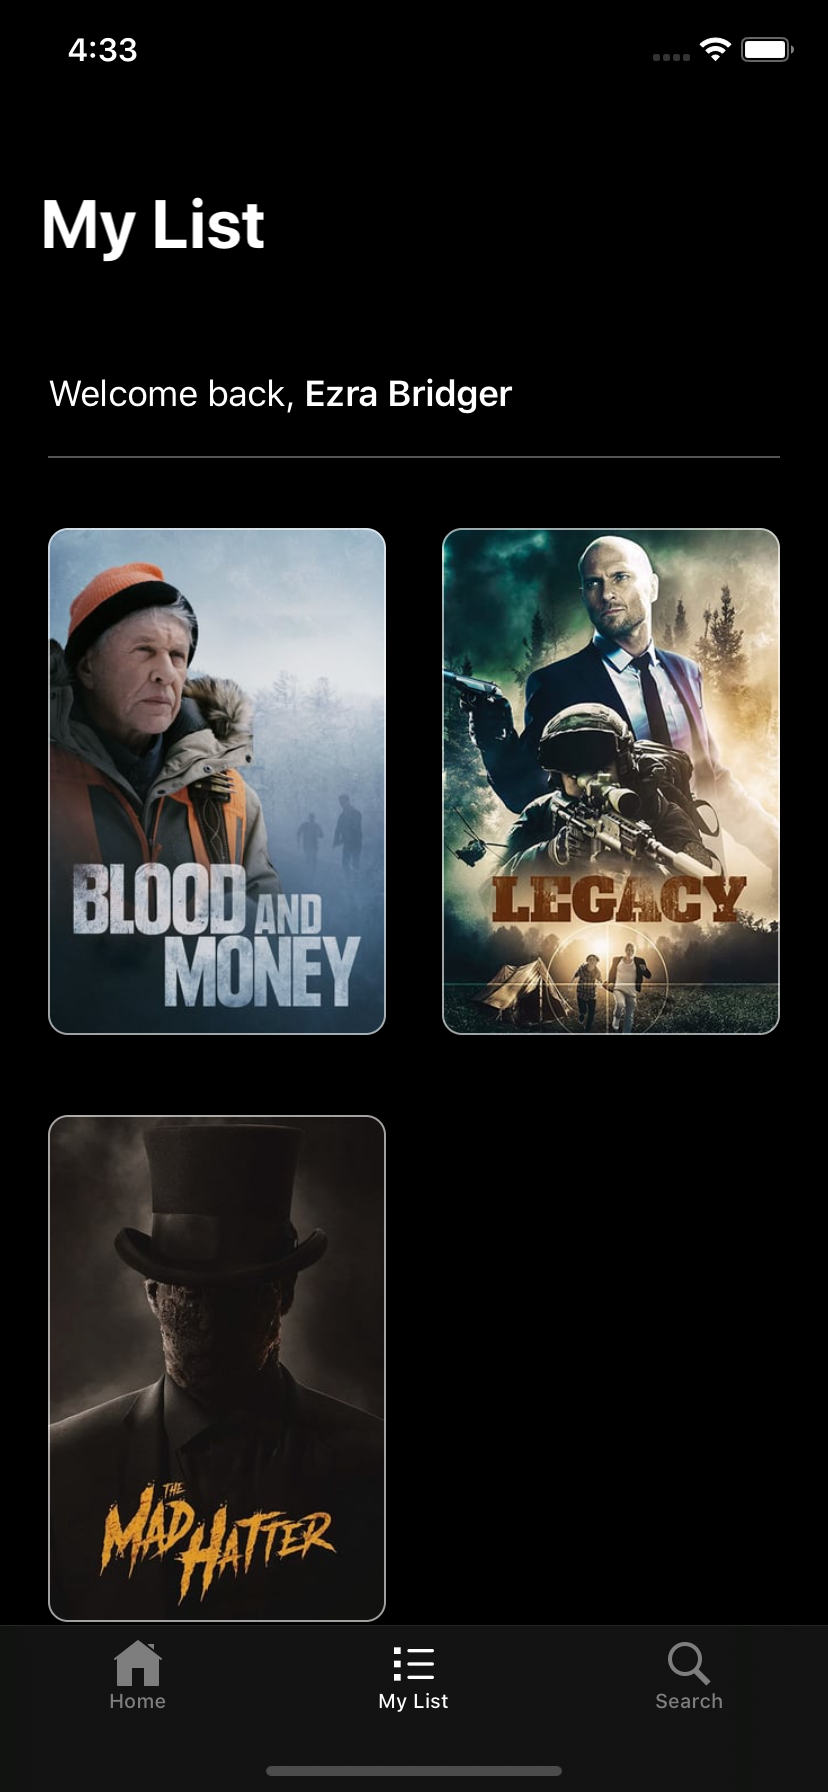 4:33
My List
Welcome back, Ezra Bridger
BLOOD AND
MONEY
LEGACY
THE
MAD
HATTER
Home
My List
Search